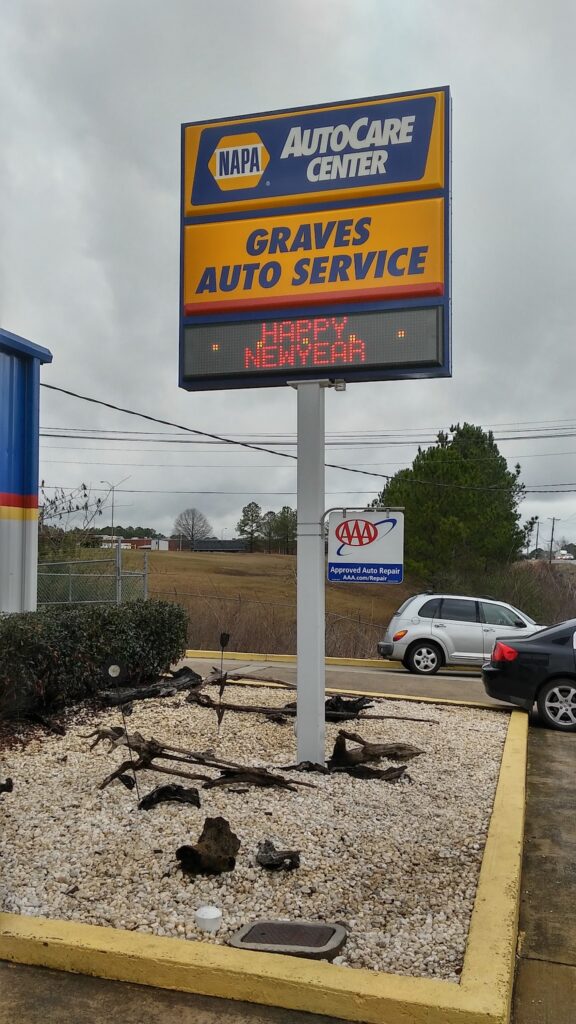 NAPA
AUTOCARE
CENTER
GRAVES
AUTO SERVICE
HAPPY
NEWYEAR
AAA
Approved Auto Repair
AAA.com/Repair